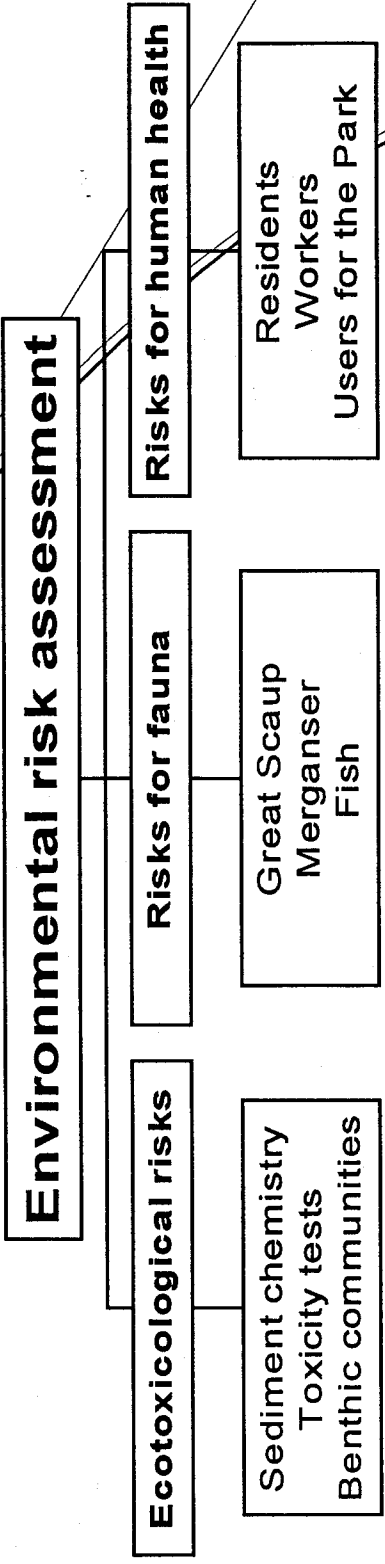 Environmental risk assessment
Ecotoxicological risks
Risks for fauna
Risks for human health
Sediment chemistry
Toxicity tests
Benthic communities
Great Scaup
Merganser
Fish
Residents
Workers
Users for the Park